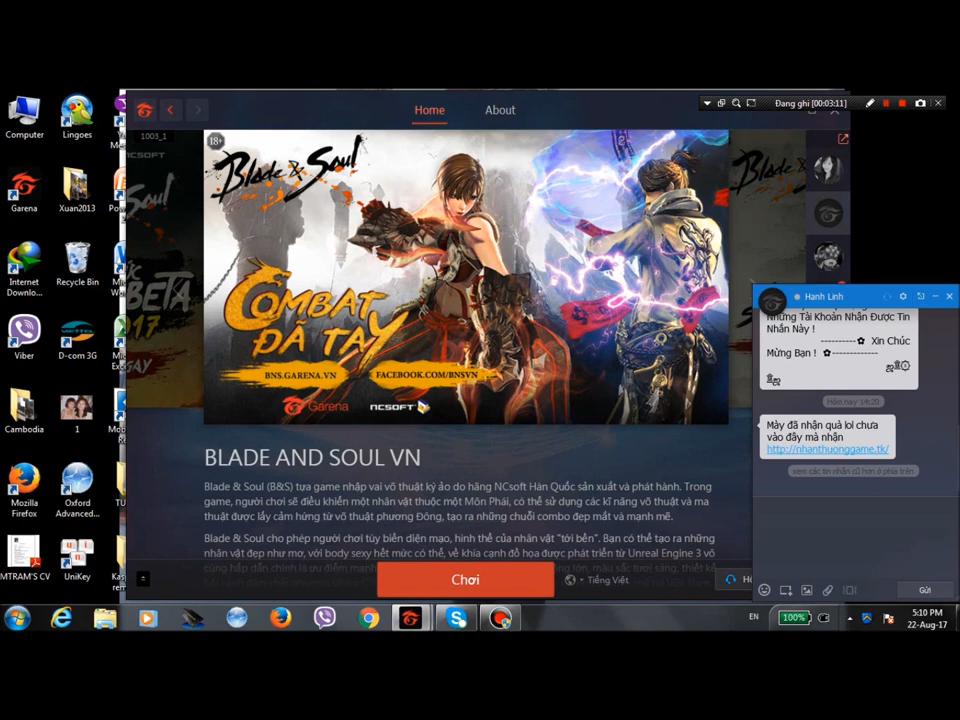 Home
About
Đang ghi [00:03:11]
1003_1
NCSOFT
18+
Blade & Soul
COMBAT
ĐÃ TAY
BNS.GARENA.VN
FACEBOOK.COM/BNSVN
Garena
NCSOFT
BETA
2017
BLADE AND SOUL VN
Blade & Soul (B&S) tựa game nhập vai võ thuật kỳ ảo do hãng NCsoft Hàn Quốc sản xuất và phát hành. Trong
game, người chơi sẽ điều khiển một nhân vật thuộc một Môn Phái, có thể sử dụng các kĩ năng võ thuật và ma
thuật được lấy cảm hứng từ võ thuật phương Đông, tạo ra những chuỗi combo đẹp mắt và mạnh mẽ.
Blade & Soul cho phép người chơi tùy biến diện mạo, hình thể của nhân vật "tới bến". Bạn có thể tạo ra những
nhân vật đẹp như mơ, với body sexy hết mức có thể, về khía cạnh đồ họa được phát triển từ Unreal Engine 3 vô
Chơi
Tiếng Việt
Computer
Lingoes
Garena
Xuan2013
Internet
Downlo...
Recycle Bin
Viber
D-com 3G
Cambodia
1
Mozilla
Firefox
Oxford
Advanced...
MTRAM'S CV
UniKey
Hanh Linh
Những Tài Khoản Nhận Được Tin
Nhắn Này !
----------✿ Xin Chúc
Mừng Bạn ! ✿-------------
Hôm nay 14:20
Mày đã nhận quà lol chưa
vào đây mà nhận
http://nhanthuonggame.tk/
xem các tin nhắn cũ hơn ở phía trên
Gửi
EN
100%
5:10 PM
22-Aug-17